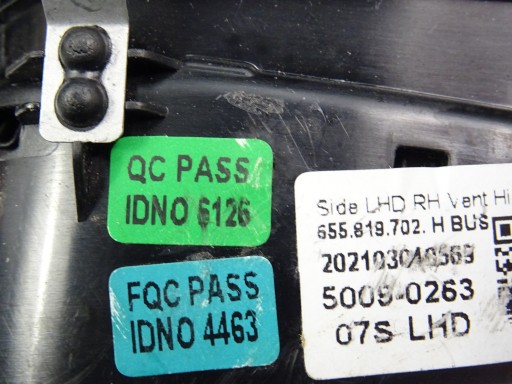 QC PASS
IDNO 6126
FQC PASS
IDNO 4463
Side LHD RH Vent Hi
655.819.702. H BUS
5009-0263
07S LHD